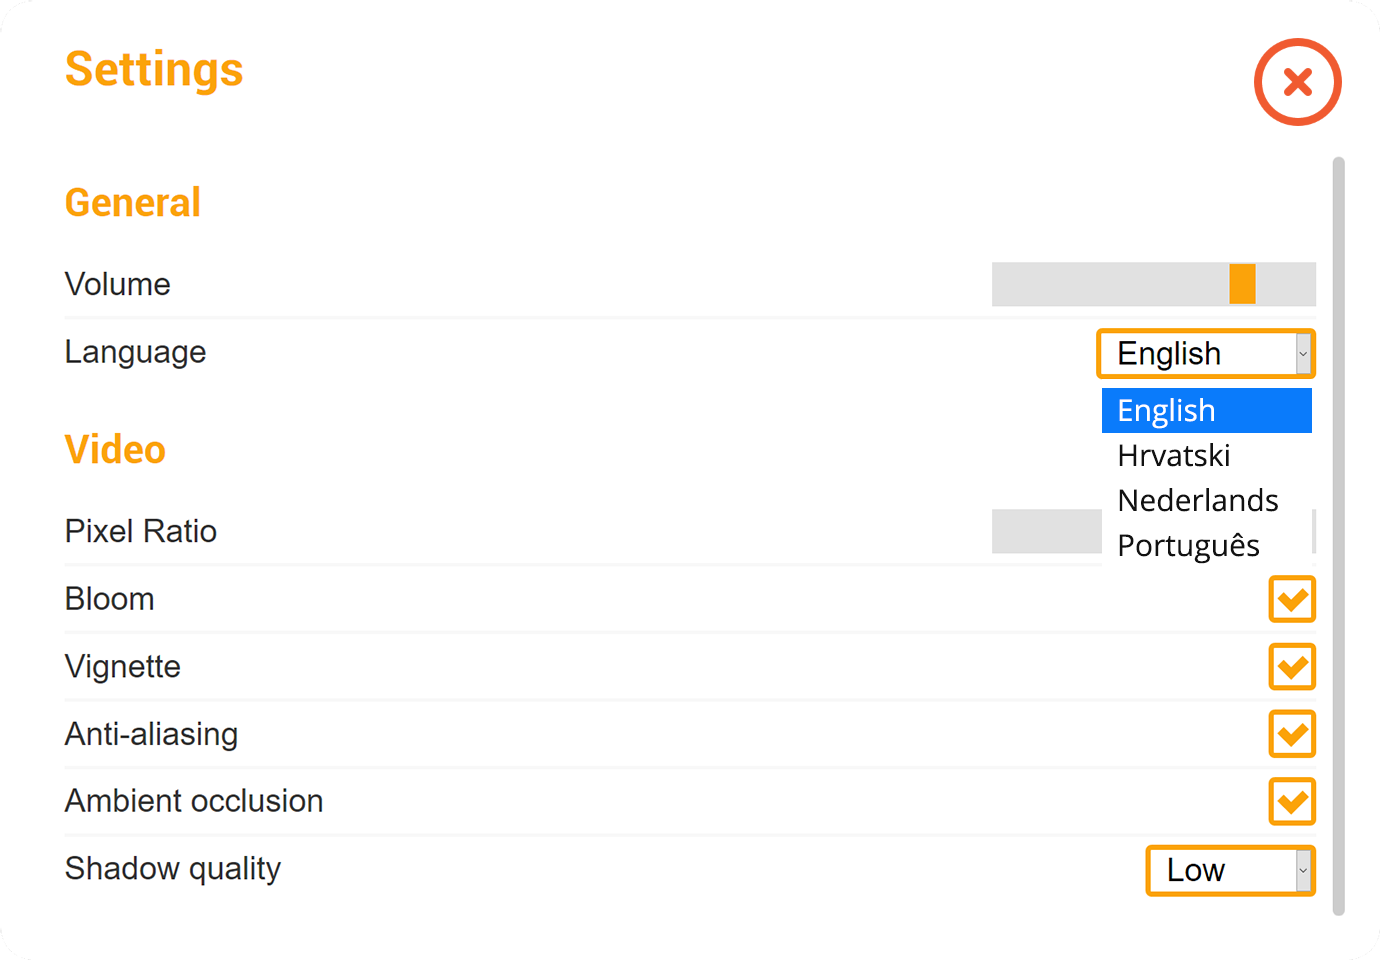 Settings
General
Volume
Language
English
English
Hrvatski
Nederlands
Português
Video
Pixel Ratio
Bloom
Vignette
Anti-aliasing
Ambient occlusion
Shadow quality
Low